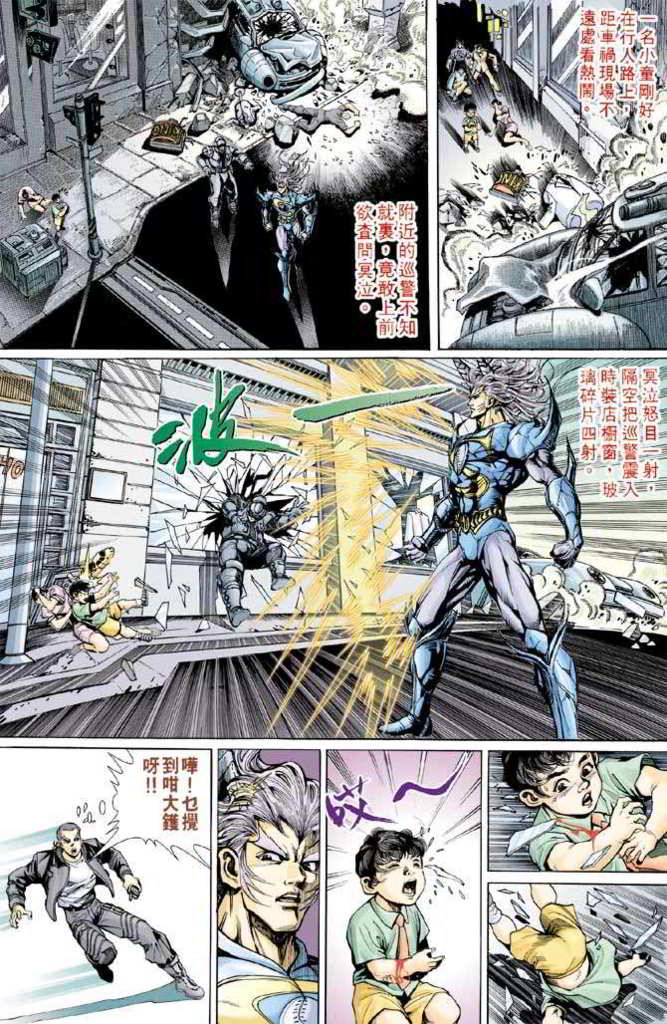 一名小童剛好
在行人路上，
距車禍現場不
遠處看熱鬧。
附近的巡警不知
就裏，竟敢上前
欲查問冥泣。
冥泣怒目一射，
隔空把巡警震入
時裝店櫥窗，玻
璃碎片四射。
波
嘩！乜攪
到咁大鑊
呀!!
哎～